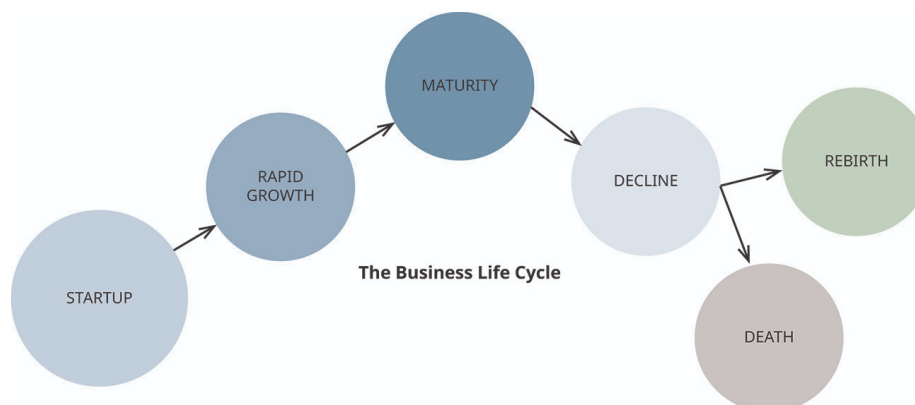 STARTUP
RAPID
GROWTH
MATURITY
DECLINE
REBIRTH
DEATH
The Business Life Cycle